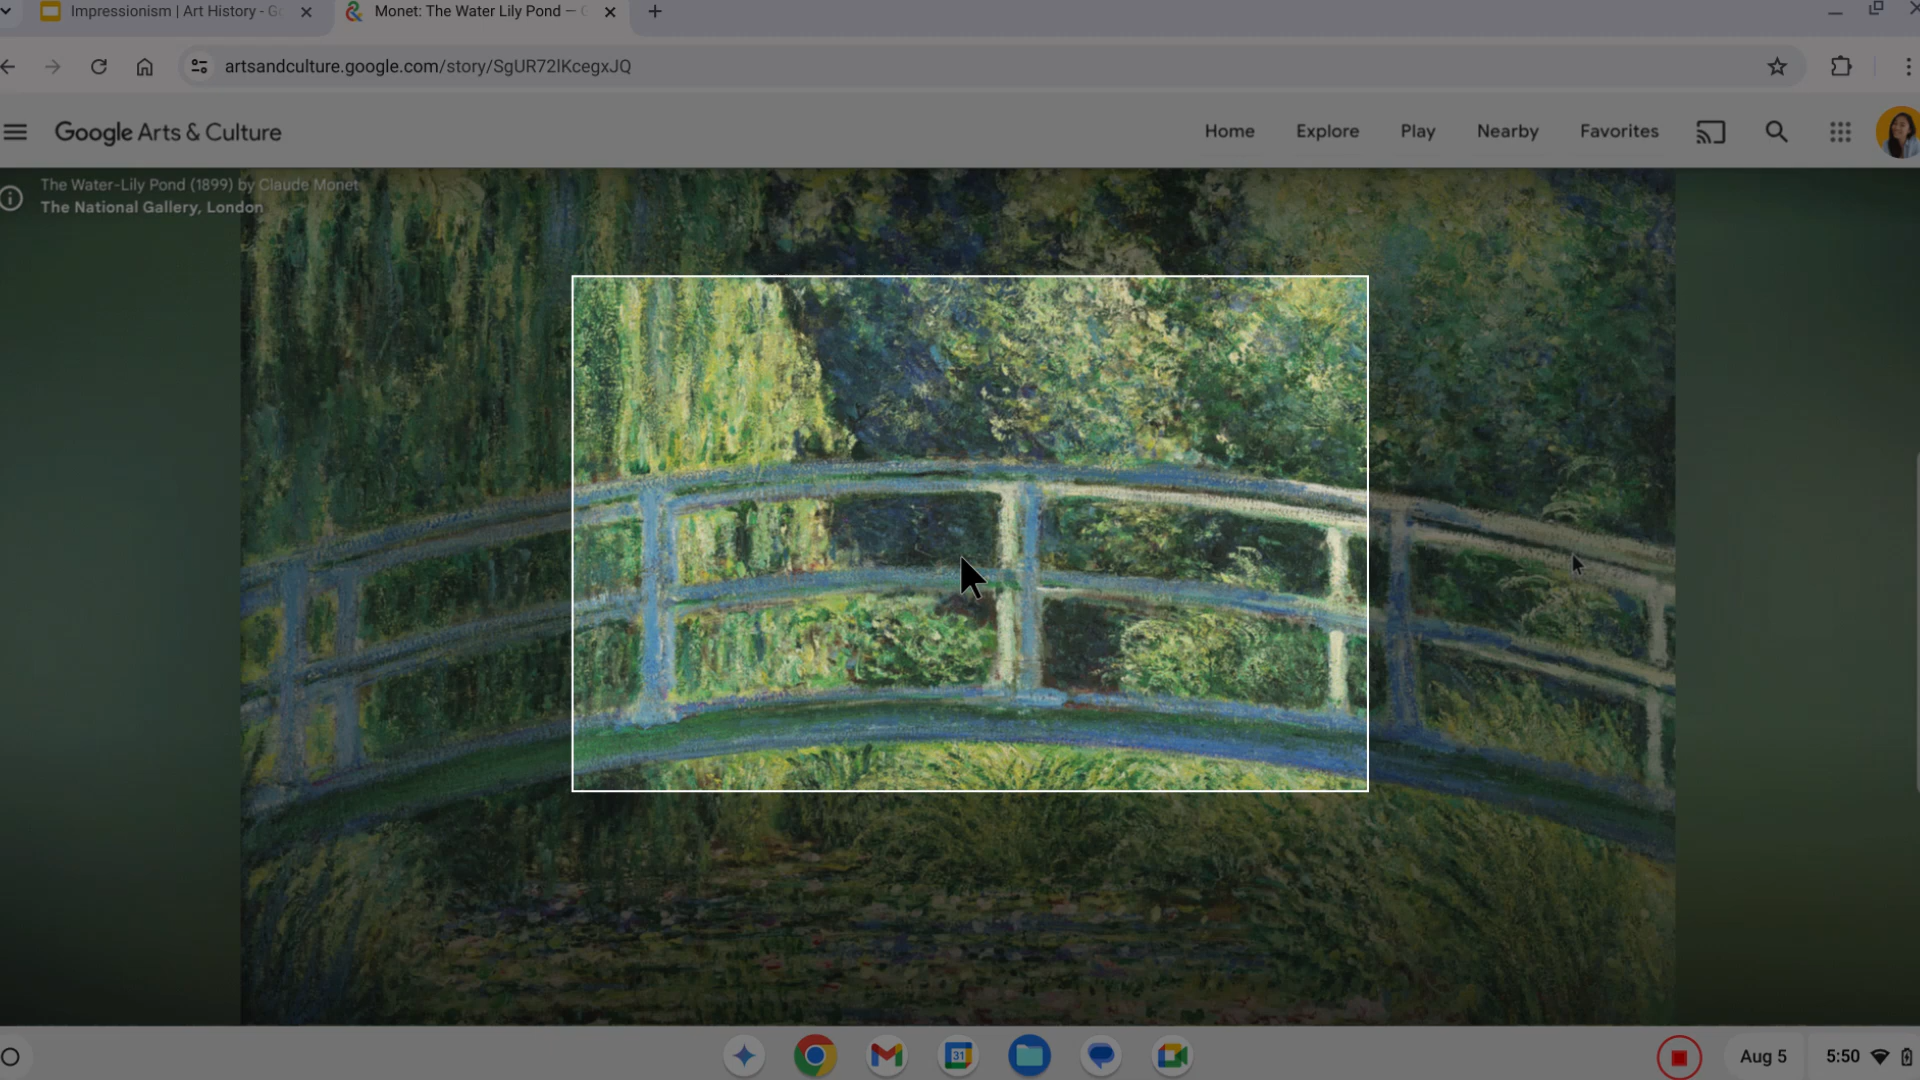 Impressionism | Art History - G
Monet: The Water Lily Pond —
artsandculture.google.com/story/SgUR72IKcegxJQ
Google Arts & Culture
Home
Explore
Play
Nearby
Favorites
The Water-Lily Pond (1899) by Claude Monet
The National Gallery, London
31
Aug 5
5:50